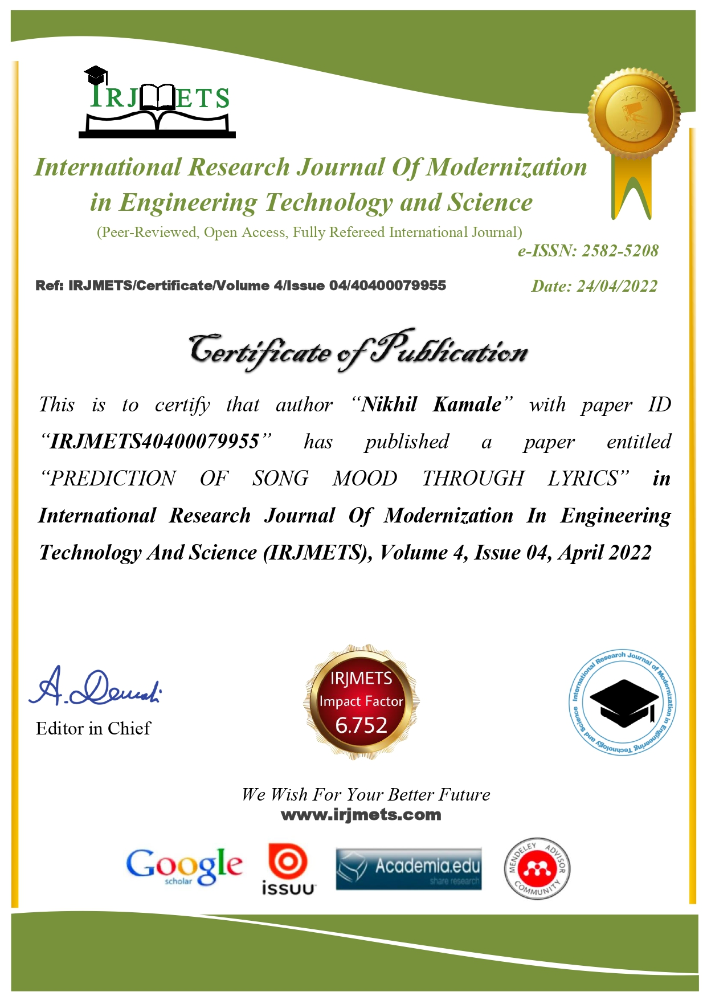 IRJMETS
International Research Journal Of Modernization
in Engineering Technology and Science
(Peer-Reviewed, Open Access, Fully Refereed International Journal)
e-ISSN: 2582-5208
Ref: IRJMETS/Certificate/Volume 4/Issue 04/40400079955
Date: 24/04/2022
Certificate of Publication
This is to certify that author “Nikhil Kamale” with paper ID
“IRJMETS40400079955” has published a paper entitled
“PREDICTION OF SONG MOOD THROUGH LYRICS” in
International Research Journal Of Modernization In Engineering
Technology And Science (IRJMETS), Volume 4, Issue 04, April 2022
Editor in Chief
IRJMETS
Impact Factor
6.752
International Research Journal of Modernization in Engineering Technology and Science
We Wish For Your Better Future
www.irjmets.com
Google
scholar
issuu
Academia.edu
share research
MENDELEY ADVISOR
COMMUNITY